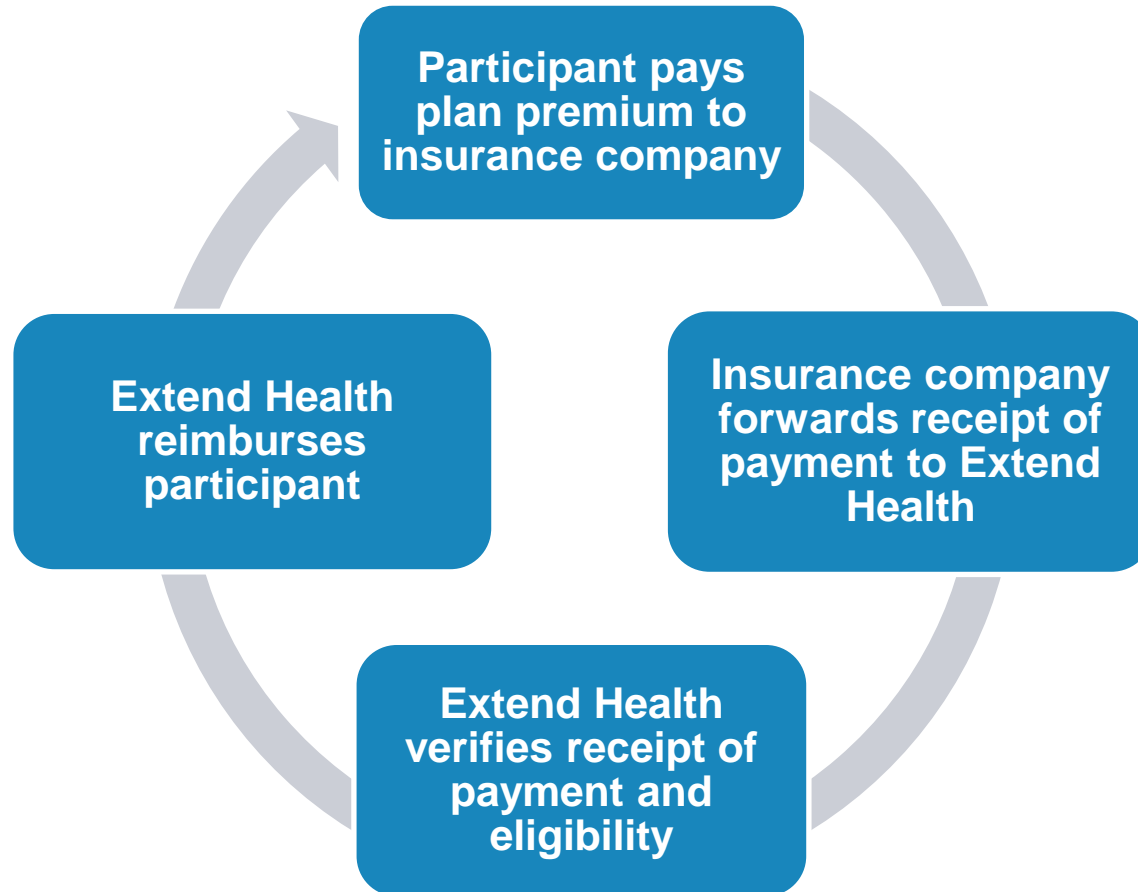 Participant pays
plan premium to
insurance company
Insurance company
forwards receipt of
payment to Extend
Health
Extend Health
verifies receipt of
payment and
eligibility
Extend Health
reimburses
participant